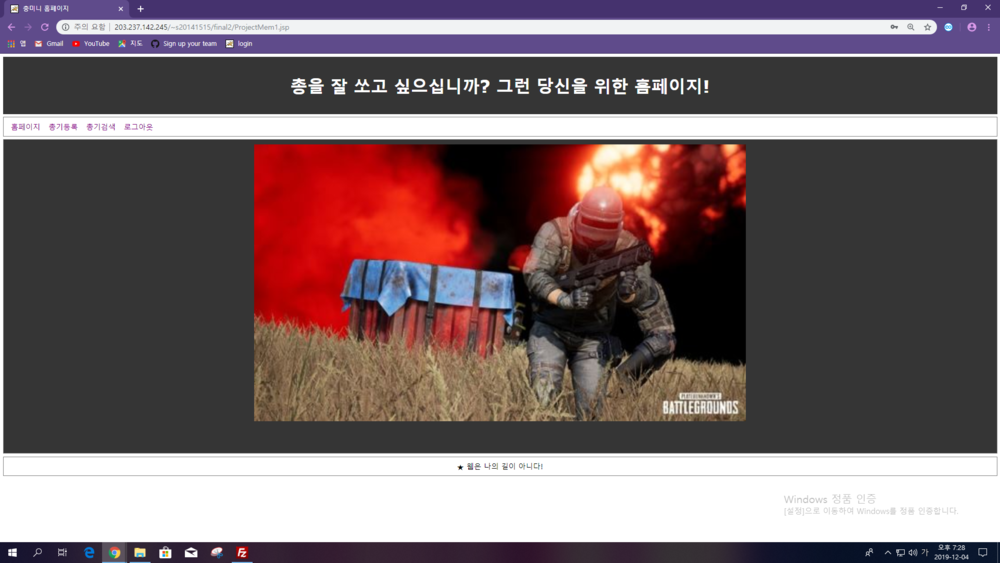 총미니 홈페이지
주의 요함 | 203.237.142.245/~s20141515/final2/ProjectMem1.jsp
앱 Gmail YouTube 지도 Sign up your team login
총을 잘 쏘고 싶으십니까? 그런 당신을 위한 홈페이지!
홈페이지 총기등록 총기검색 로그아웃
PLAYERUNKNOWN'S
BATTLEGROUNDS
★ 웹은 나의 길이 아니다!
Windows 정품 인증
[설정]으로 이동하여 Windows를 정품 인증합니다.
가 오후 7:28
2019-12-04